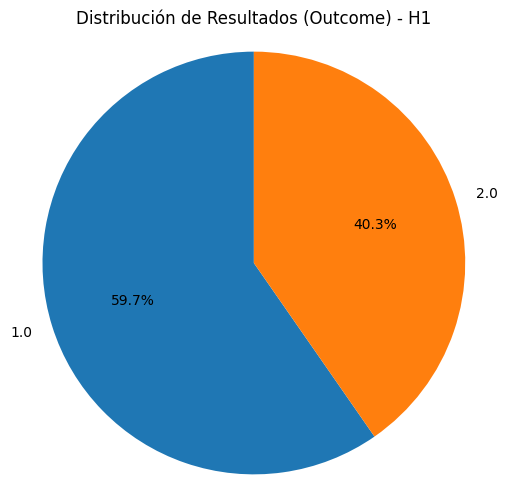 Distribución de Resultados (Outcome) - H1
2.0
40.3%
59.7%
1.0